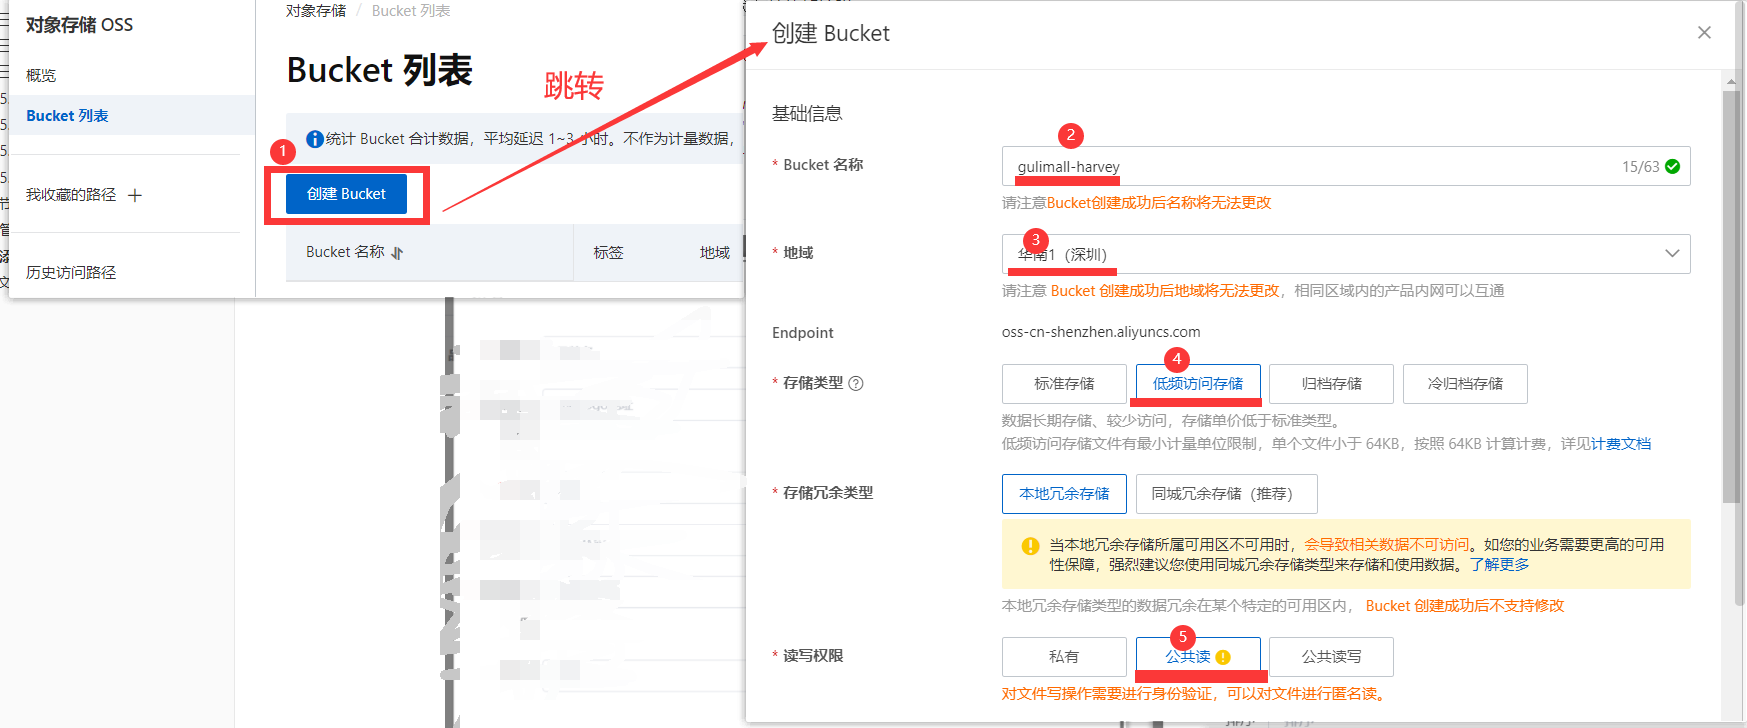 对象存储 OSS
概览
Bucket 列表
我收藏的路径 +
历史访问路径
对象存储 / Bucket 列表
Bucket 列表
跳转
统计 Bucket 合计数据，平均延迟 1~3 小时。不作为计量数据，
1
创建 Bucket
Bucket 名称
标签
地域
创建 Bucket
基础信息
2
* Bucket 名称
gulimall-harvey
15/63
请注意Bucket创建成功后名称将无法更改
3
* 地域
华南1（深圳）
请注意 Bucket 创建成功后地域将无法更改，相同区域内的产品内网可以互通
Endpoint
oss-cn-shenzhen.aliyuncs.com
4
* 存储类型 ?
标准存储
低频访问存储
归档存储
冷归档存储
数据长期存储、较少访问，存储单价低于标准类型。
低频访问存储文件有最小计量单位限制，单个文件小于 64KB，按照 64KB 计算计费，详见计费文档
* 存储冗余类型
本地冗余存储
同城冗余存储（推荐）
当本地冗余存储所属可用区不可用时，会导致相关数据不可访问。如您的业务需要更高的可用
性保障，强烈建议您使用同城冗余存储类型来存储和使用数据。了解更多
本地冗余存储类型的数据冗余在某个特定的可用区内， Bucket 创建成功后不支持修改
5
* 读写权限
私有
公共读
公共读写
对文件写操作需要进行身份验证，可以对文件进行匿名读。